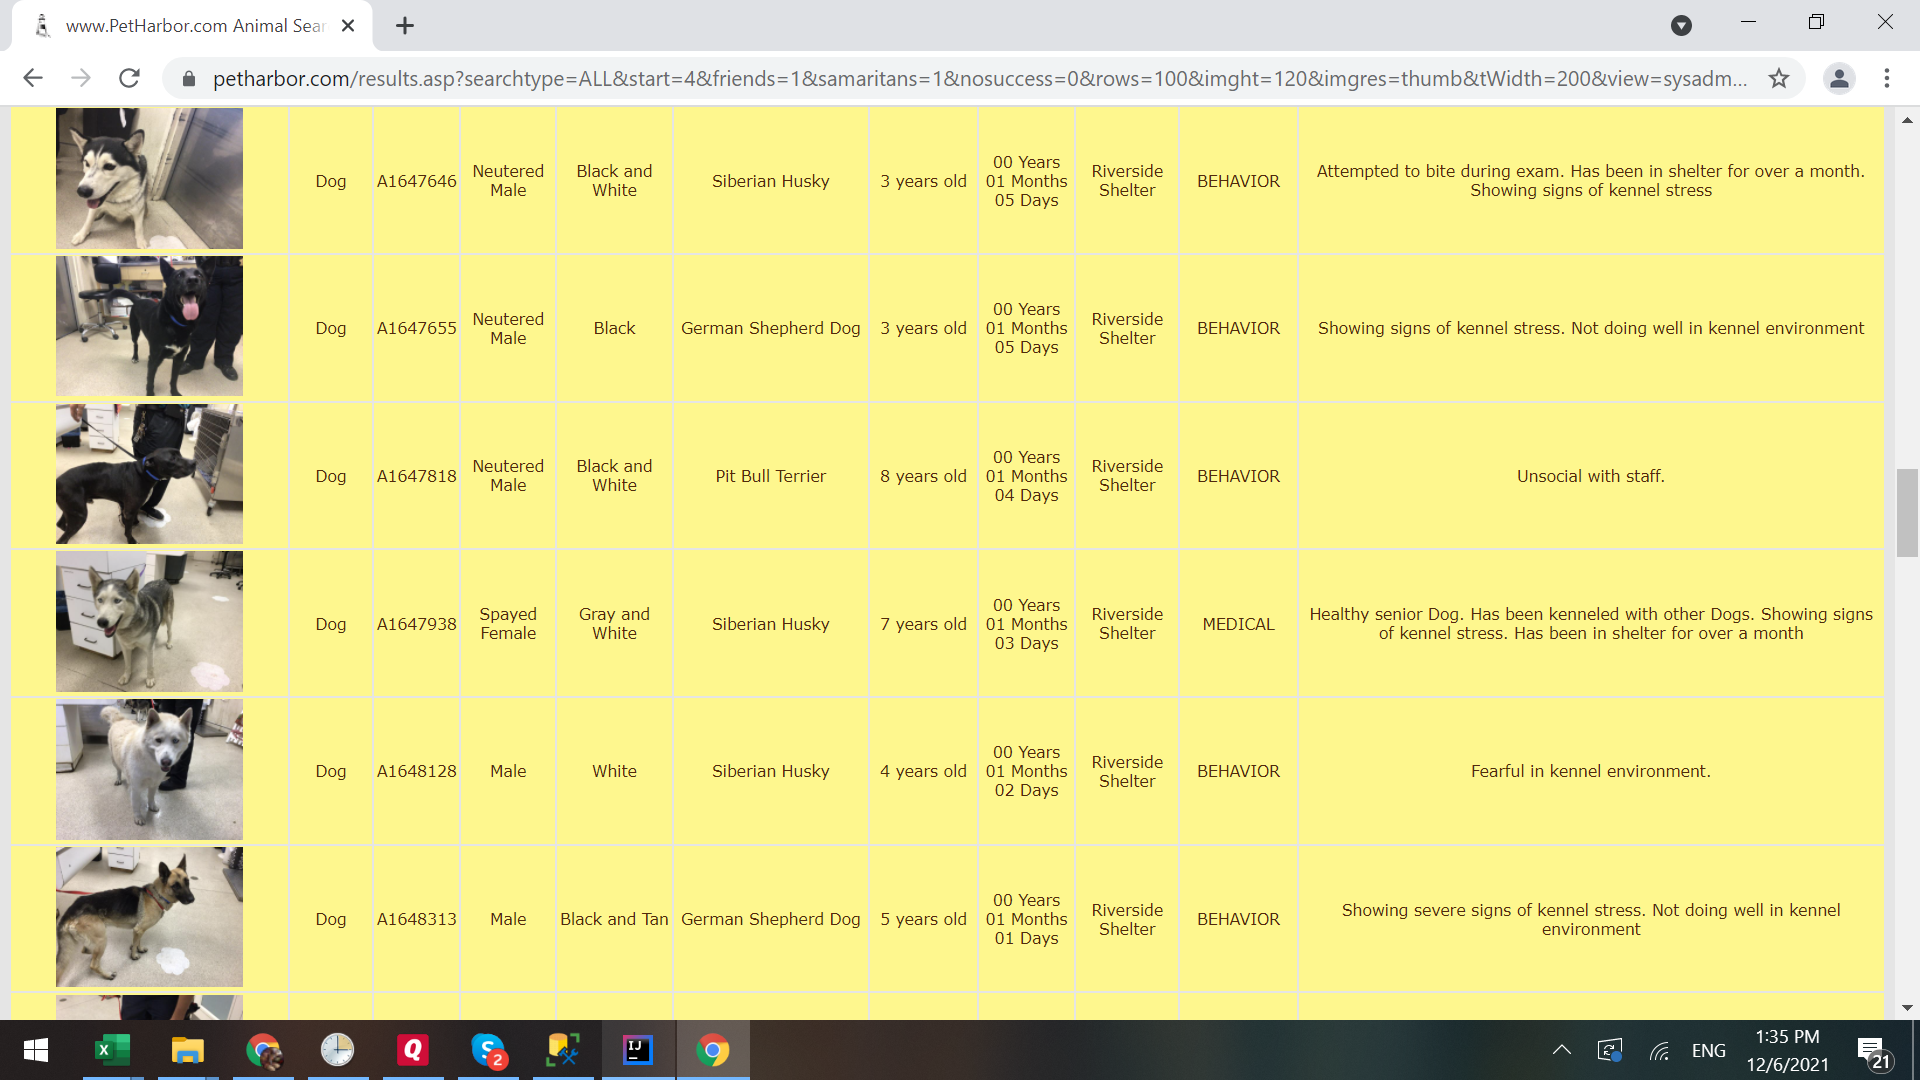 www.PetHarbor.com Animal Sear
petharbor.com/results.asp?searchtype=ALL&start=4&friends=1&samaritans=1&nosuccess=0&rows=100&imght=120&imgres=thumb&tWidth=200&view=sysadm...
Dog A1647646 Neutered Male Black and White Siberian Husky 3 years old 00 Years 01 Months 05 Days Riverside Shelter BEHAVIOR Attempted to bite during exam. Has been in shelter for over a month. Showing signs of kennel stress
Dog A1647655 Neutered Male Black German Shepherd Dog 3 years old 00 Years 01 Months 05 Days Riverside Shelter BEHAVIOR Showing signs of kennel stress. Not doing well in kennel environment
Dog A1647818 Neutered Male Black and White Pit Bull Terrier 8 years old 00 Years 01 Months 04 Days Riverside Shelter BEHAVIOR Unsocial with staff.
Dog A1647938 Spayed Female Gray and White Siberian Husky 7 years old 00 Years 01 Months 03 Days Riverside Shelter MEDICAL Healthy senior Dog. Has been kenneled with other Dogs. Showing signs of kennel stress. Has been in shelter for over a month
Dog A1648128 Male White Siberian Husky 4 years old 00 Years 01 Months 02 Days Riverside Shelter BEHAVIOR Fearful in kennel environment.
Dog A1648313 Male Black and Tan German Shepherd Dog 5 years old 00 Years 01 Months 01 Days Riverside Shelter BEHAVIOR Showing severe signs of kennel stress. Not doing well in kennel environment
X Q S 2 IJ ENG 1:35 PM
12/6/2021 21